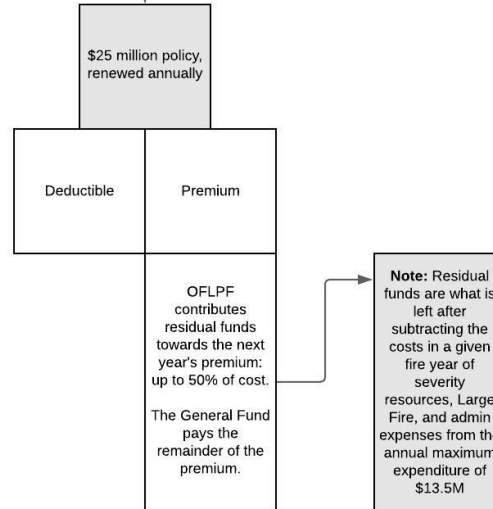 $25 million policy,
renewed annually
Deductible
Premium
OFLPF
contributes
residual funds
towards the next
year's premium:
up to 50% of cost.
The General Fund
pays the
remainder of the
premium.
Note: Residual
funds are what is
left after
subtracting the
costs in a given
fire year of
severity
resources, Large
Fire, and admin
expenses from the
annual maximum
expenditure of
$13.5M